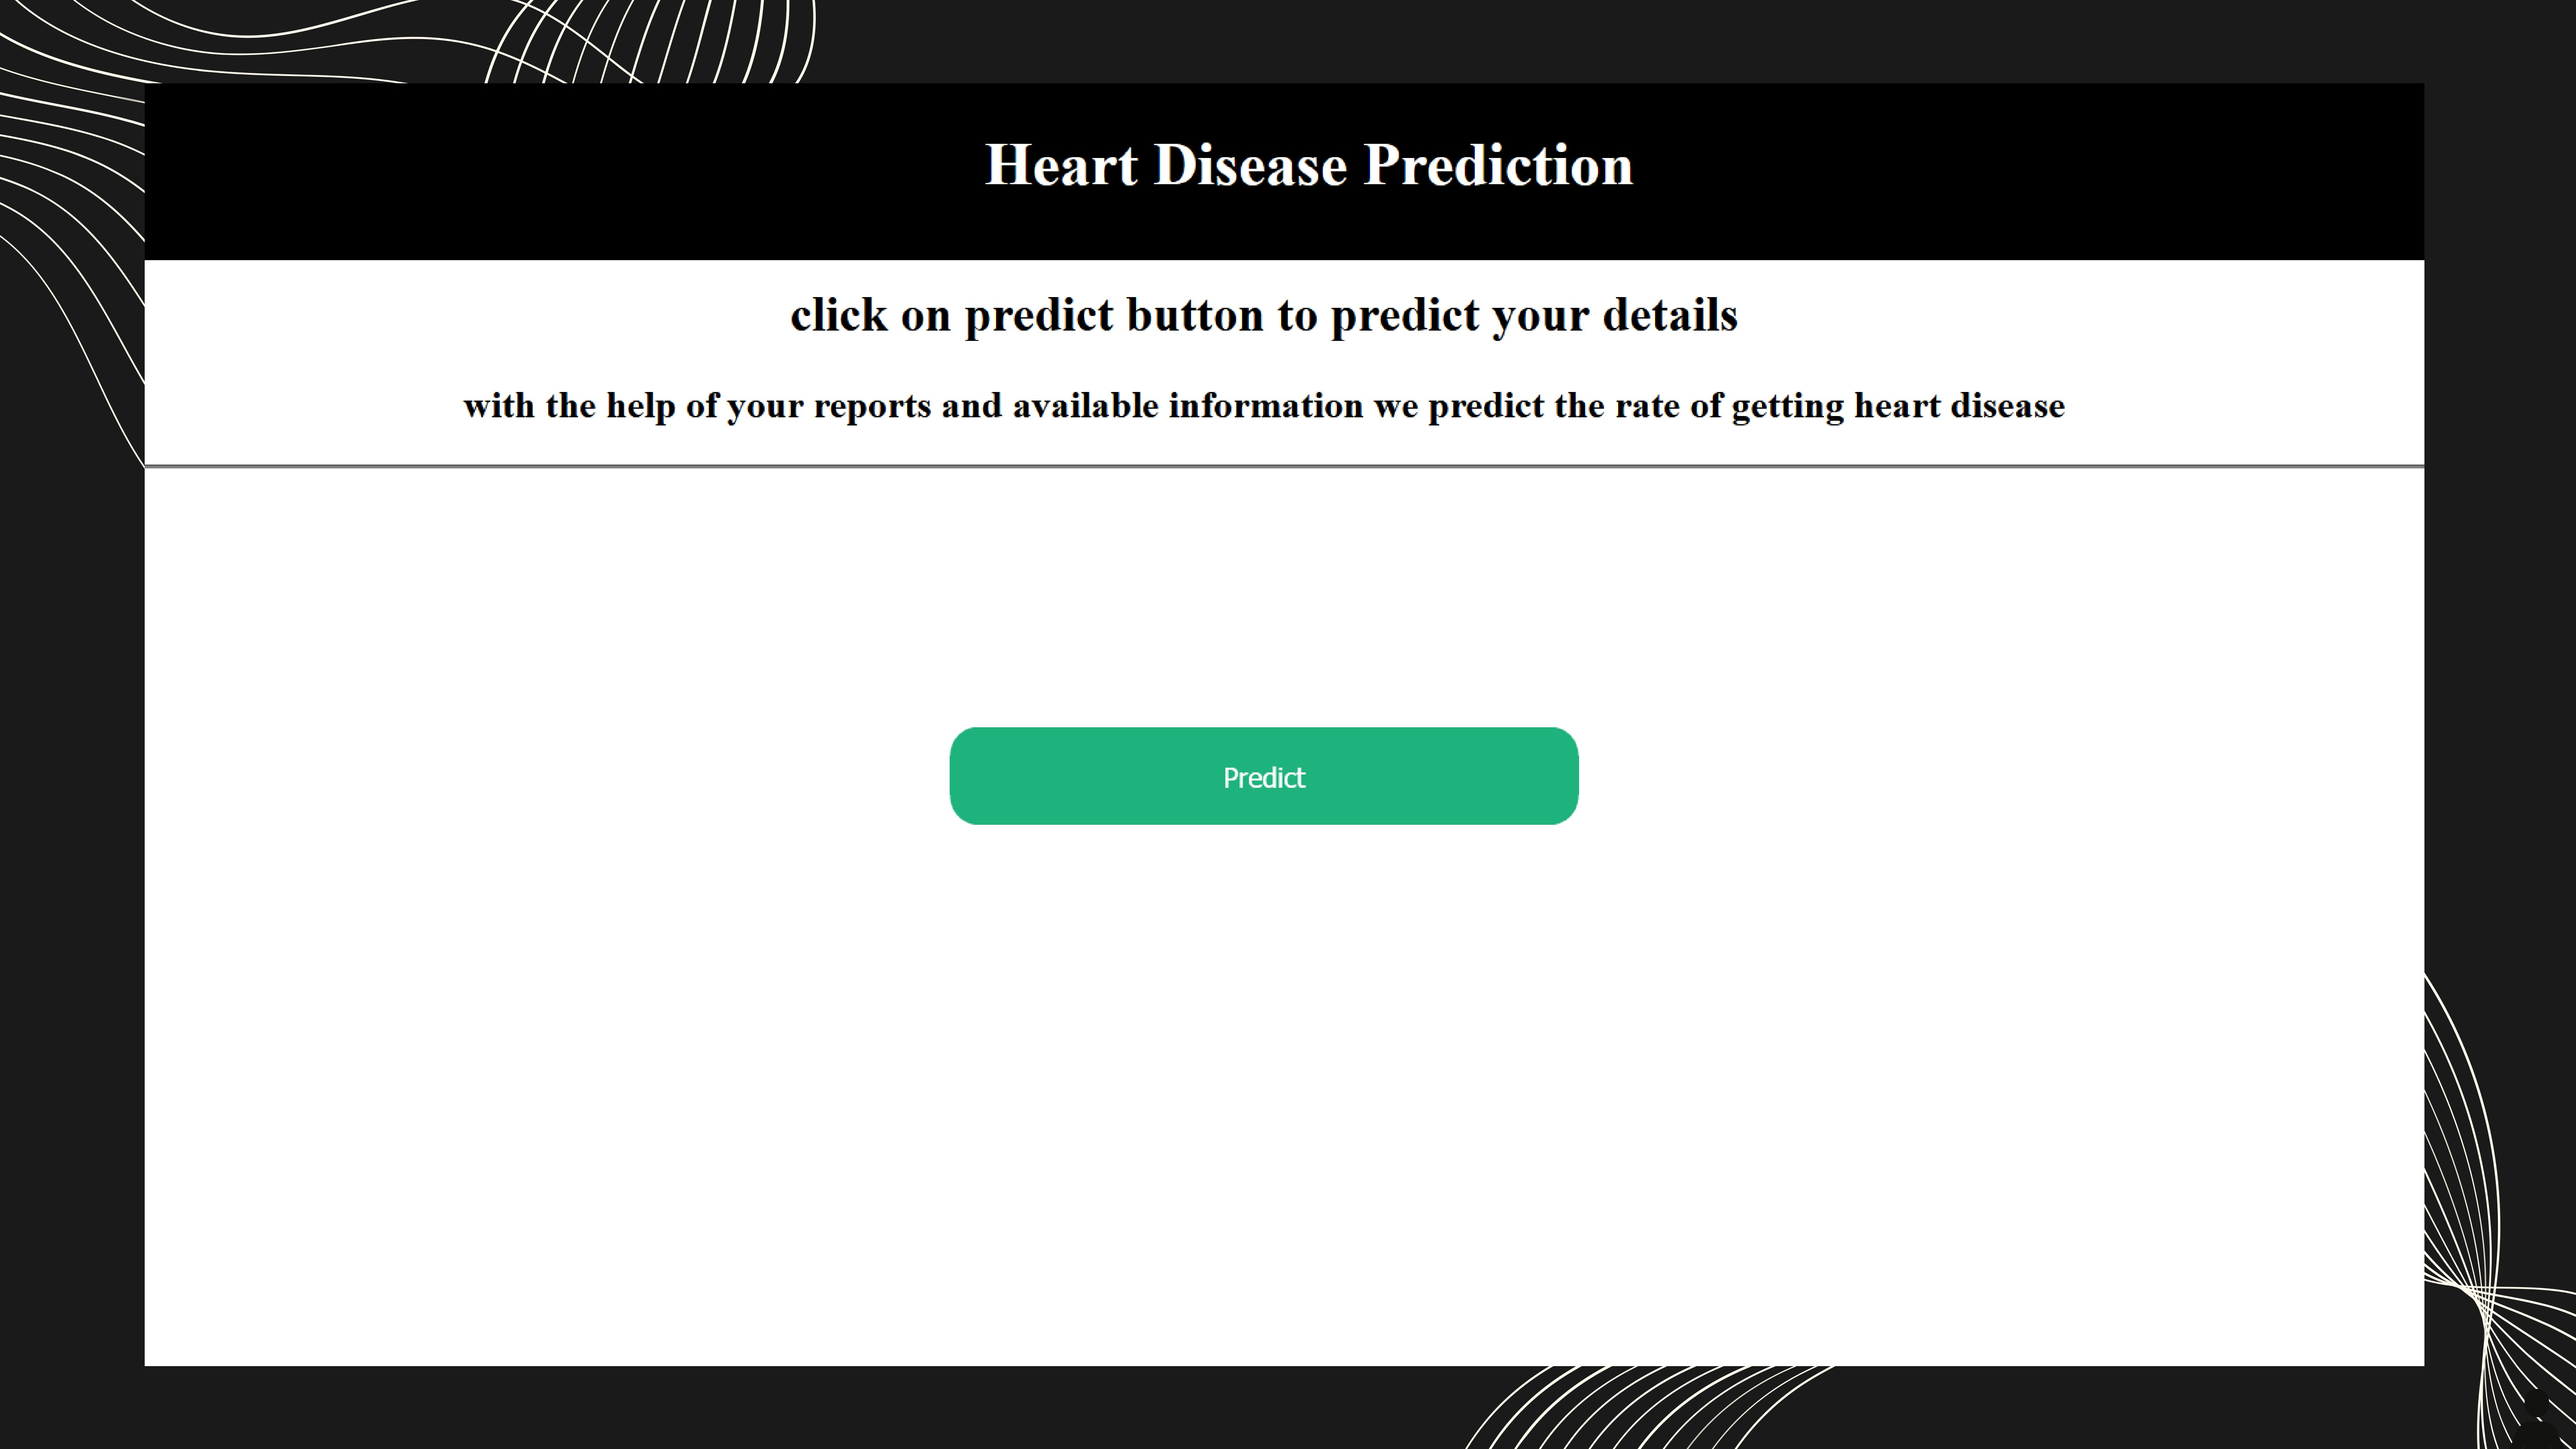 Heart Disease Prediction
click on predict button to predict your details
with the help of your reports and available information we predict the rate of getting heart disease
Predict